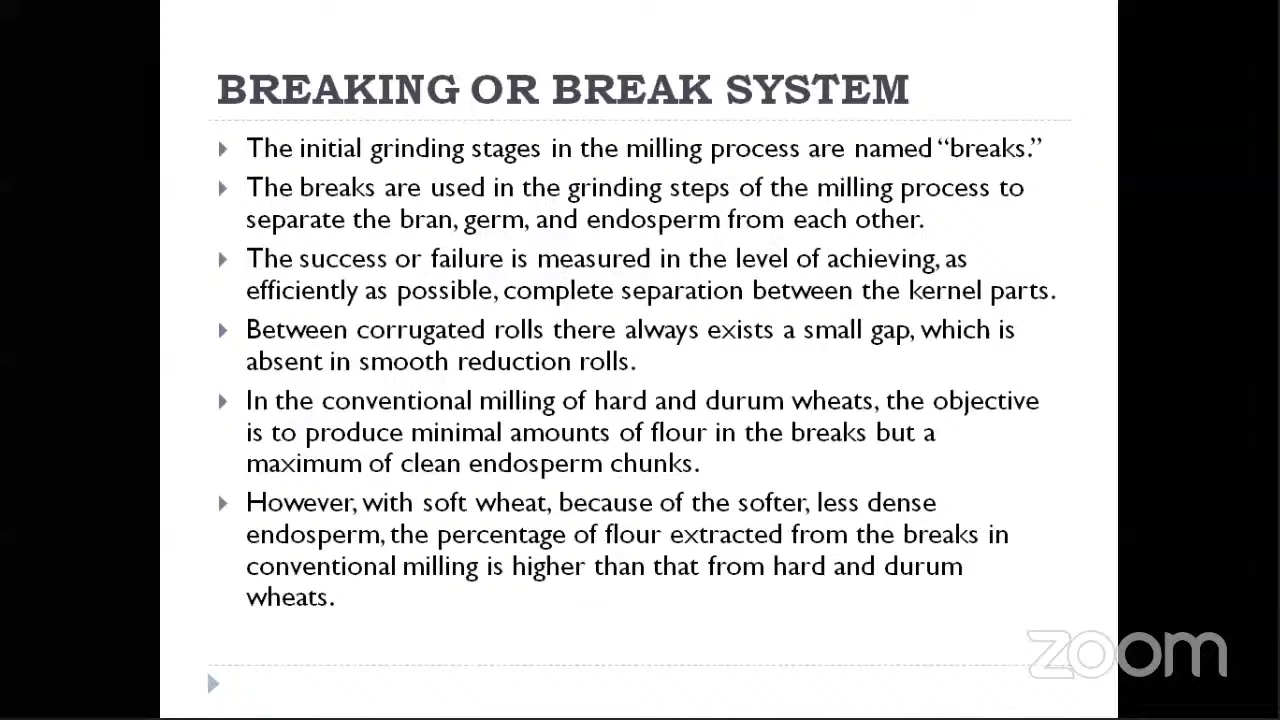 BREAKING OR BREAK SYSTEM
The initial grinding stages in the milling process are named “breaks.”
The breaks are used in the grinding steps of the milling process to
separate the bran, germ, and endosperm from each other.
The success or failure is measured in the level of achieving, as
efficiently as possible, complete separation between the kernel parts.
Between corrugated rolls there always exists a small gap, which is
absent in smooth reduction rolls.
In the conventional milling of hard and durum wheats, the objective
is to produce minimal amounts of flour in the breaks but a
maximum of clean endosperm chunks.
However, with soft wheat, because of the softer, less dense
endosperm, the percentage of flour extracted from the breaks in
conventional milling is higher than that from hard and durum
wheats.
zoom